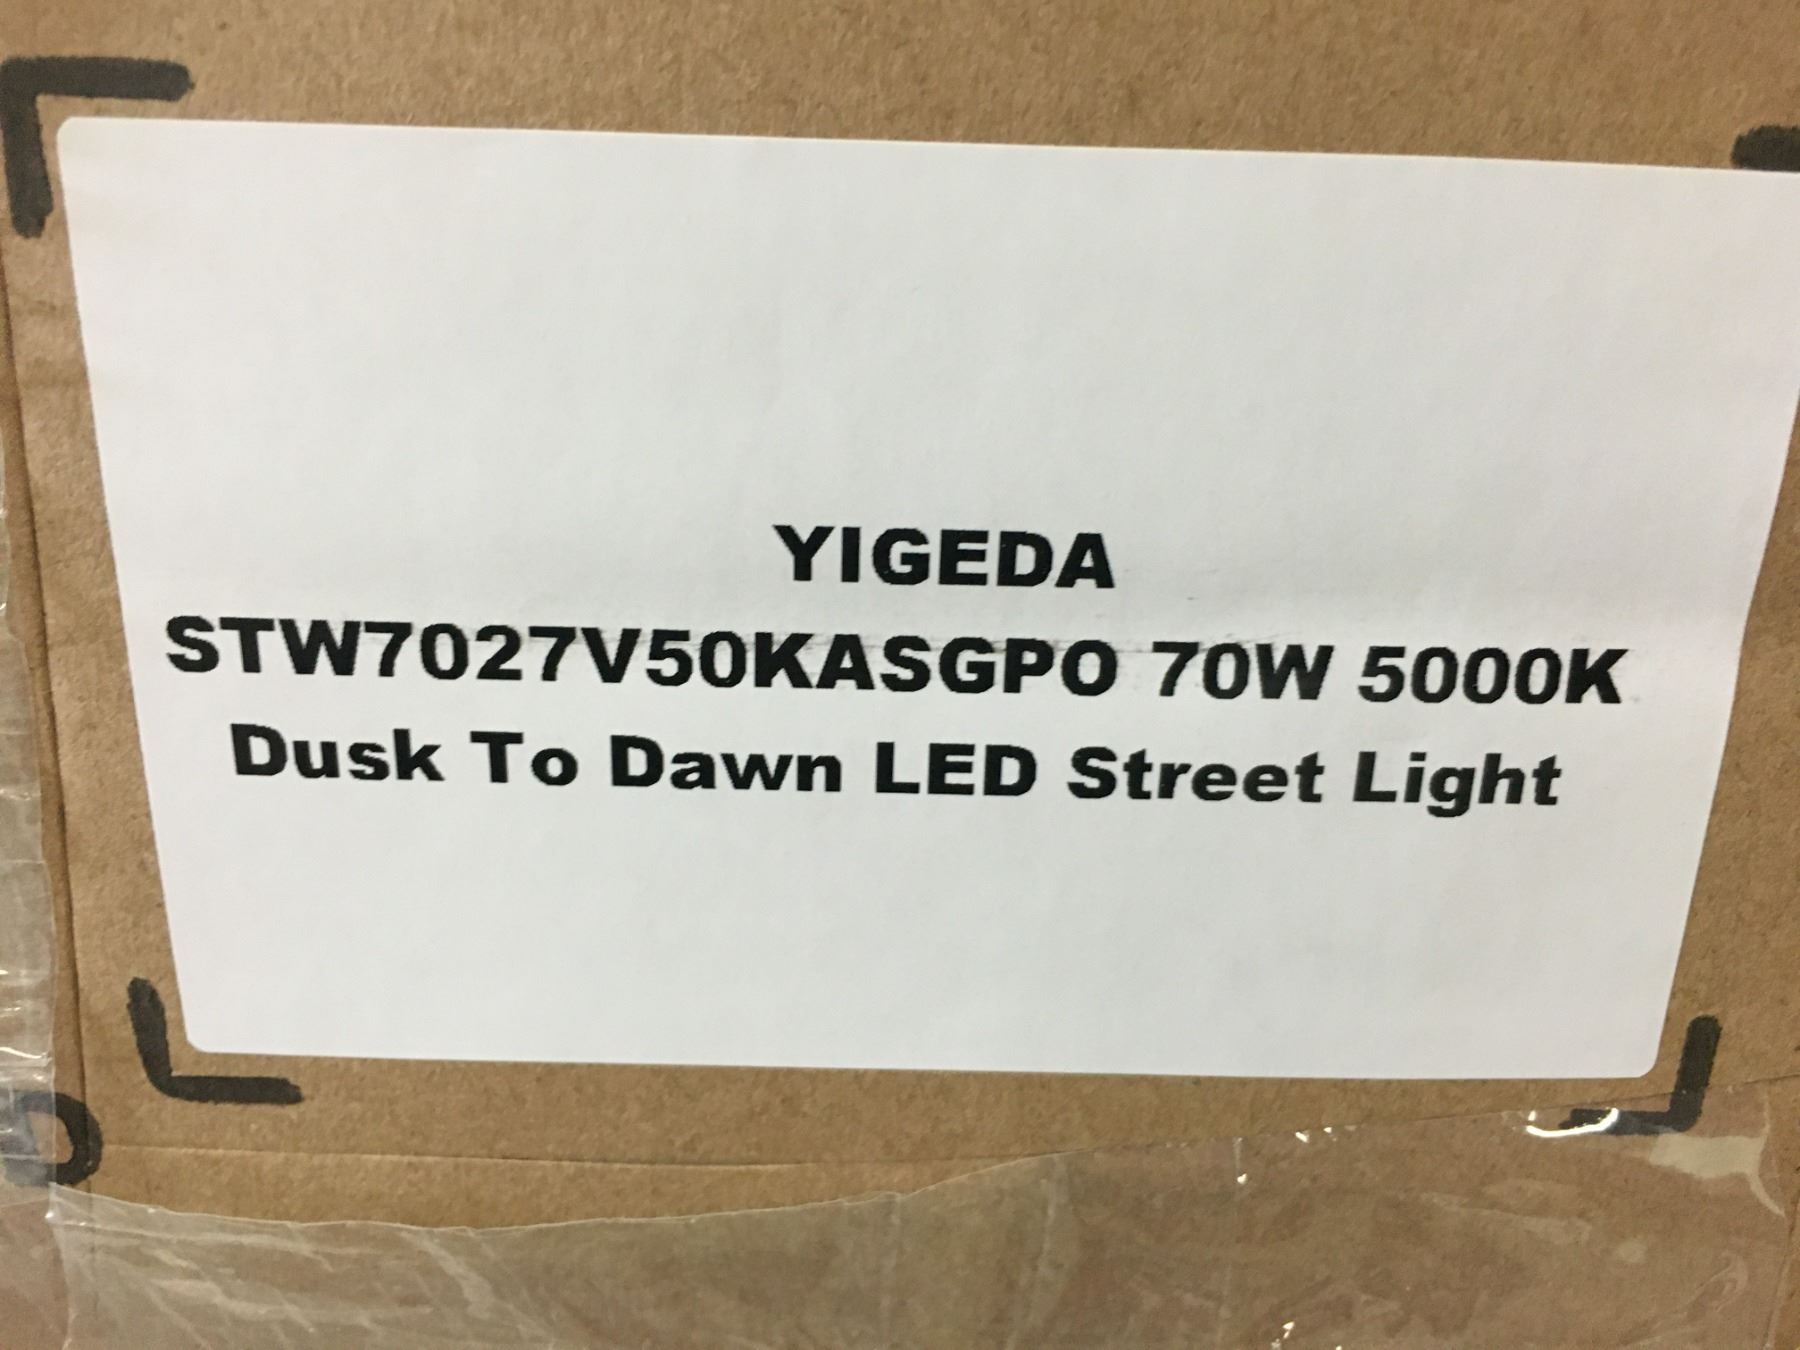 YIGEDA
STW7027V50KASGPO 70W 5000K
Dusk To Dawn LED Street Light